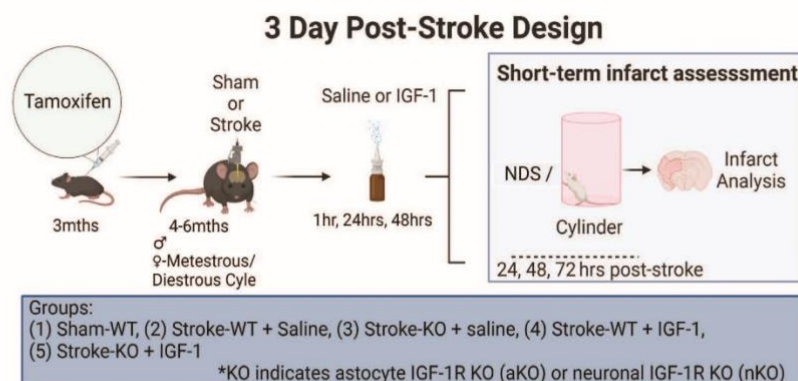 3 Day Post-Stroke Design
Tamoxifen
3mths
Sham
or
Stroke
4-6mths
♂
♀-Metestrous/
Diestrous Cyle
Saline or IGF-1
1hr, 24hrs, 48hrs
Short-term infarct assesssment
NDS /
Cylinder
Infarct
Analysis
24, 48, 72 hrs post-stroke
Groups:
(1) Sham-WT, (2) Stroke-WT + Saline, (3) Stroke-KO + saline, (4) Stroke-WT + IGF-1,
(5) Stroke-KO + IGF-1
*KO indicates astocyte IGF-1R KO (aKO) or neuronal IGF-1R KO (nKO)